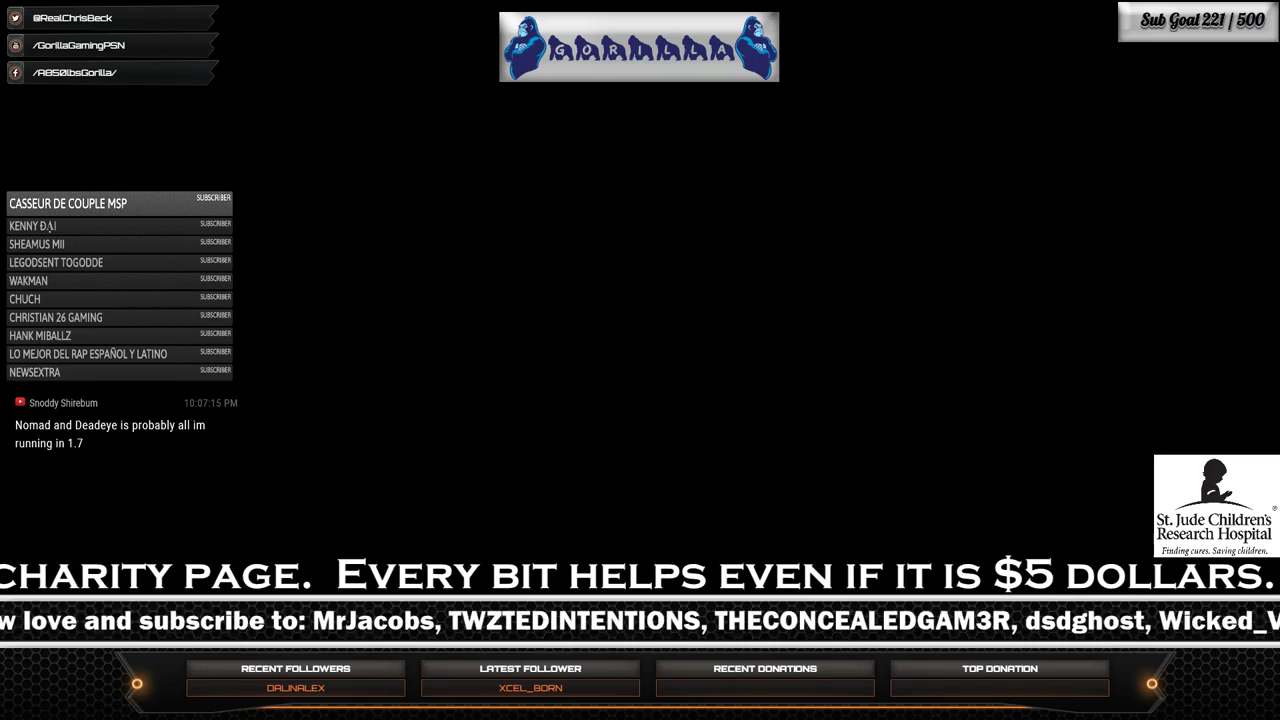 @RealChrisBeck
/GorillaGamingPSN
/A850lbsGorilla/
GORILLLA
Sub Goal 221 / 500
CASSEUR DE COUPLE MSP SUBSCRIBER
KENNY ĐẠI SUBSCRIBER
SHEAMUS MII SUBSCRIBER
LEGODSENT TOGODDE SUBSCRIBER
WAKMAN SUBSCRIBER
CHUCH SUBSCRIBER
CHRISTIAN 26 GAMING SUBSCRIBER
HANK MIBALLZ SUBSCRIBER
LO MEJOR DEL RAP ESPAÑOL Y LATINO SUBSCRIBER
NEWSEXTRA SUBSCRIBER
Snoddy Shirebum 10:07:15 PM
Nomad and Deadeye is probably all im
running in 1.7
St. Jude Children's
Research Hospital
Finding cures. Saving children.
CHARITY PAGE. EVERY BIT HELPS EVEN IF IT IS $5 DOLLARS.
w love and subscribe to: MrJacobs, TWZTEDINTENTIONS, THECONCEALEDGAM3R, dsdghost, Wicked_V
RECENT FOLLOWERS LATEST FOLLOWER RECENT DONATIONS TOP DONATION
DALINALEX XCEL_BORN